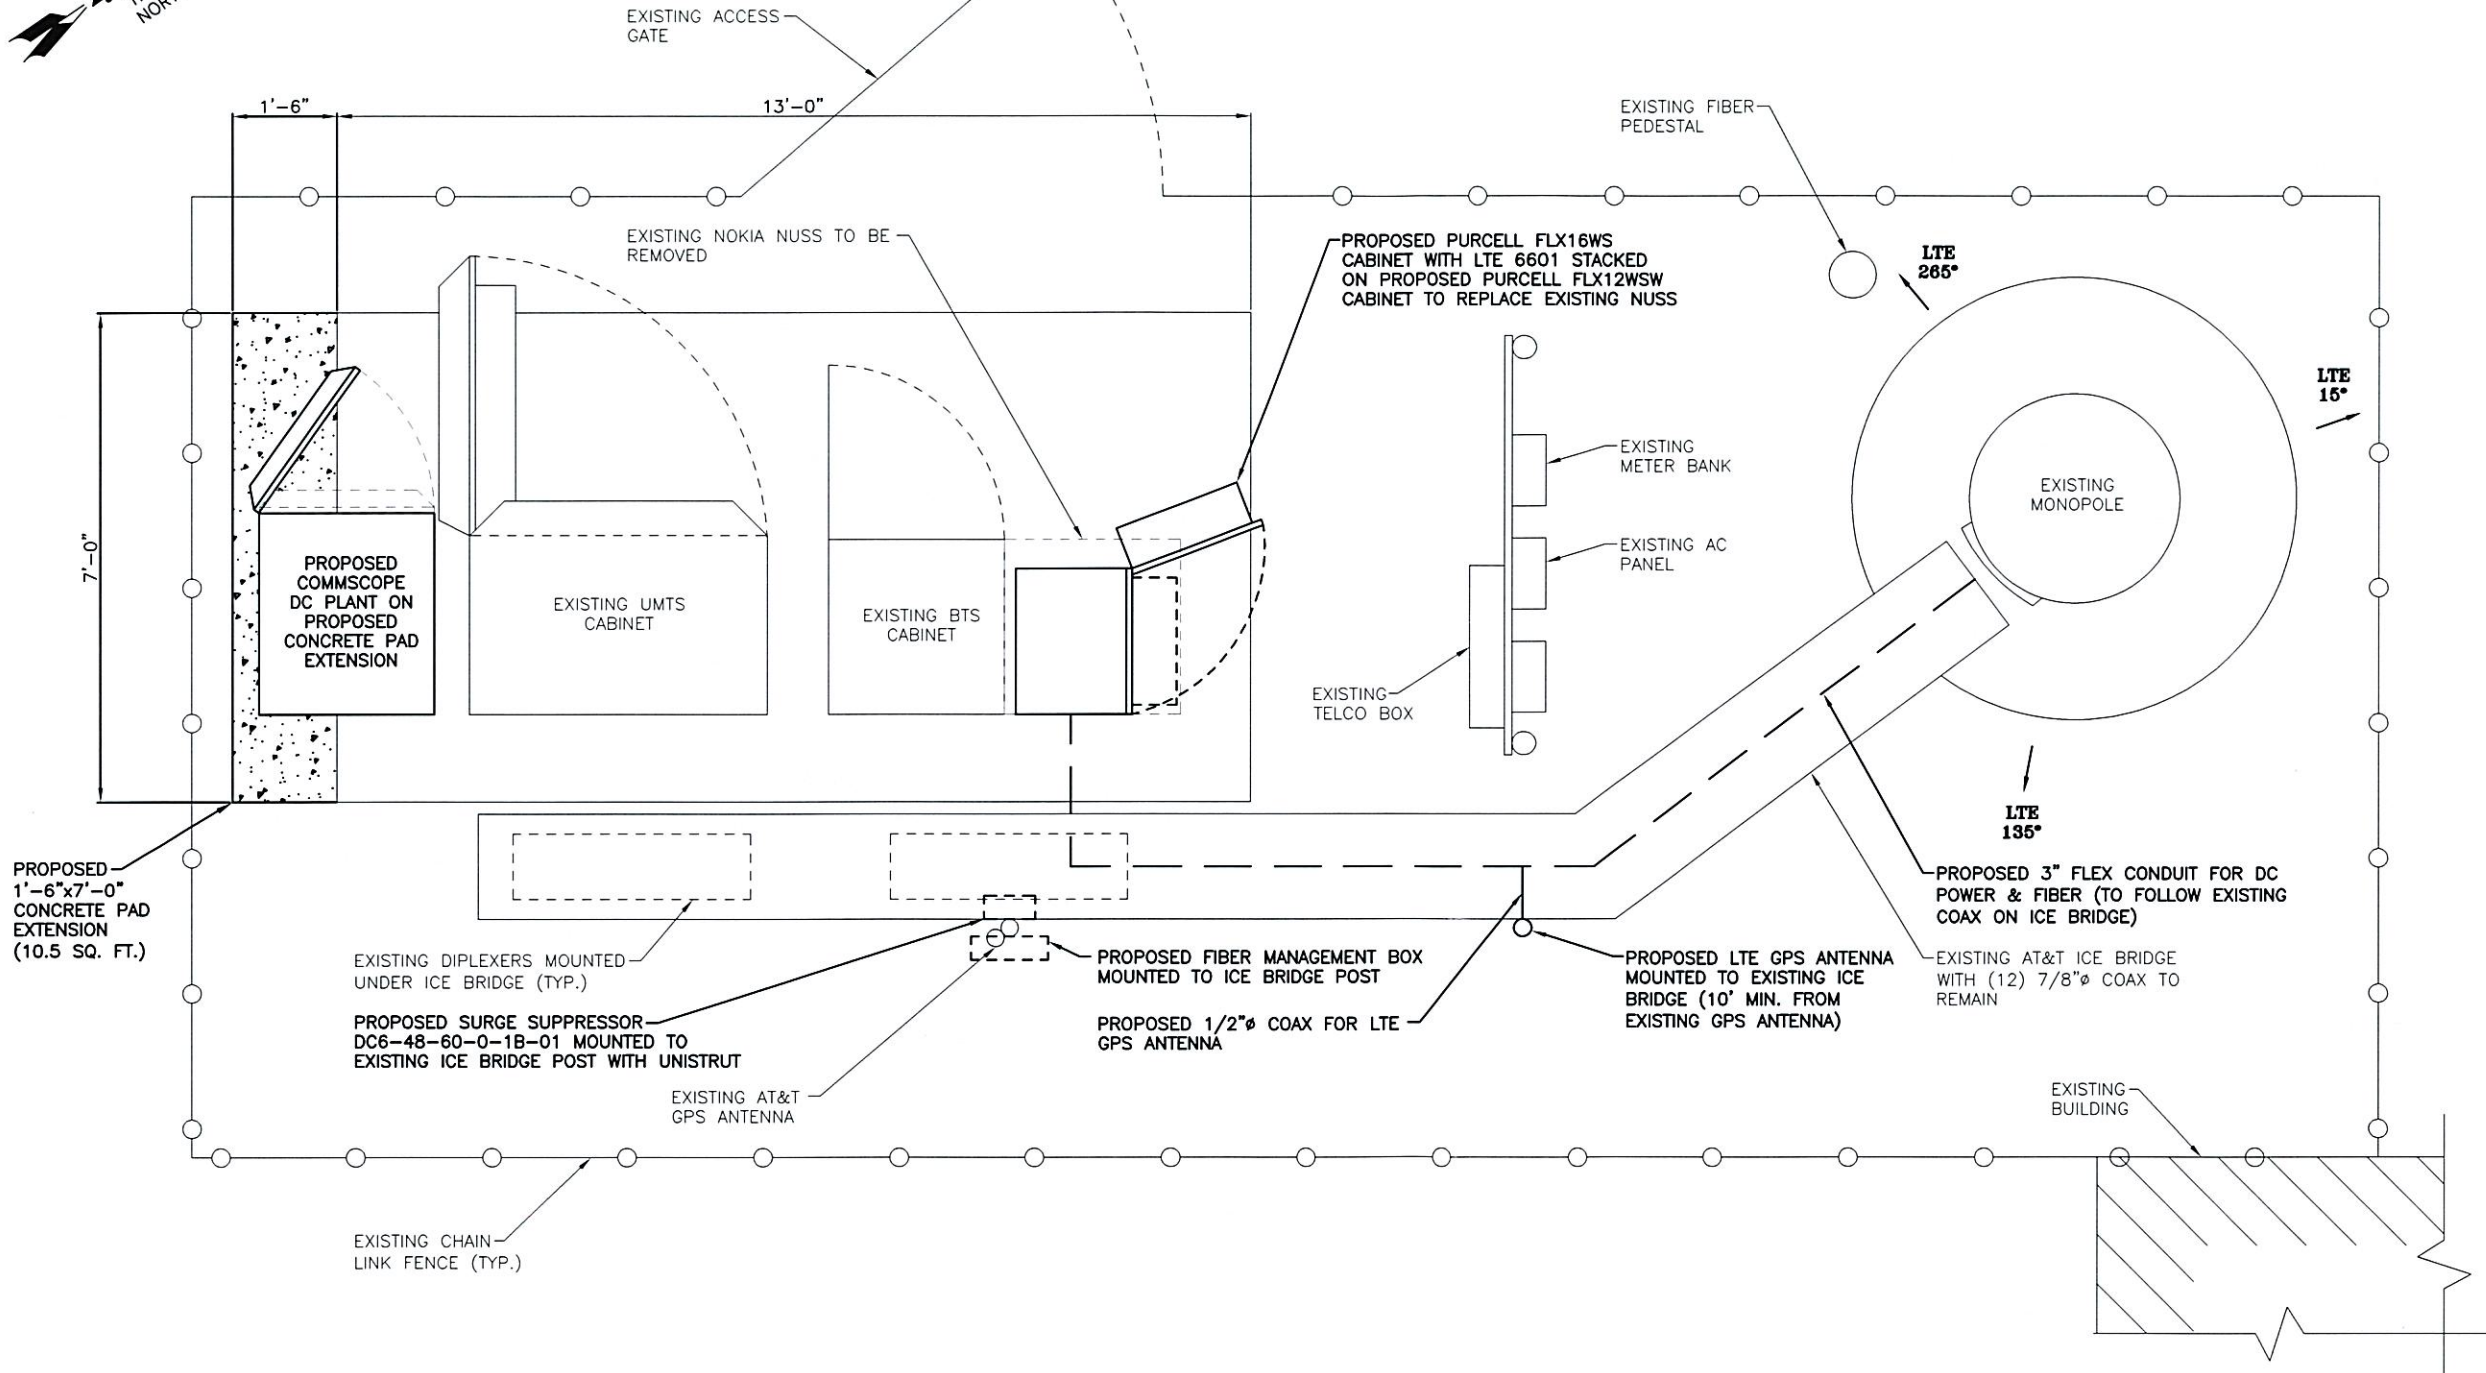 NORT
EXISTING ACCESS
GATE
1'-6"
13'-0"
EXISTING FIBER
PEDESTAL
EXISTING NOKIA NUSS TO BE
REMOVED
PROPOSED PURCELL FLX16WS
CABINET WITH LTE 6601 STACKED
ON PROPOSED PURCELL FLX12WSW
CABINET TO REPLACE EXISTING NUSS
LTE
265°
LTE
15°
EXISTING
METER BANK
EXISTING
MONOPOLE
7'-0"
EXISTING AC
PANEL
PROPOSED
COMMSCOPE
DC PLANT ON
PROPOSED
CONCRETE PAD
EXTENSION
EXISTING UMTS
CABINET
EXISTING BTS
CABINET
EXISTING
TELCO BOX
LTE
135°
PROPOSED
1'-6"x7'-0"
CONCRETE PAD
EXTENSION
(10.5 SQ. FT.)
PROPOSED 3" FLEX CONDUIT FOR DC
POWER & FIBER (TO FOLLOW EXISTING
COAX ON ICE BRIDGE)
EXISTING DIPLEXERS MOUNTED
UNDER ICE BRIDGE (TYP.)
PROPOSED FIBER MANAGEMENT BOX
MOUNTED TO ICE BRIDGE POST
PROPOSED LTE GPS ANTENNA
MOUNTED TO EXISTING ICE
BRIDGE (10' MIN. FROM
EXISTING GPS ANTENNA)
EXISTING AT&T ICE BRIDGE
WITH (12) 7/8"ø COAX TO
REMAIN
PROPOSED SURGE SUPPRESSOR
DC6-48-60-0-1B-01 MOUNTED TO
EXISTING ICE BRIDGE POST WITH UNISTRUT
PROPOSED 1/2"ø COAX FOR LTE
GPS ANTENNA
EXISTING AT&T
GPS ANTENNA
EXISTING
BUILDING
EXISTING CHAIN
LINK FENCE (TYP.)